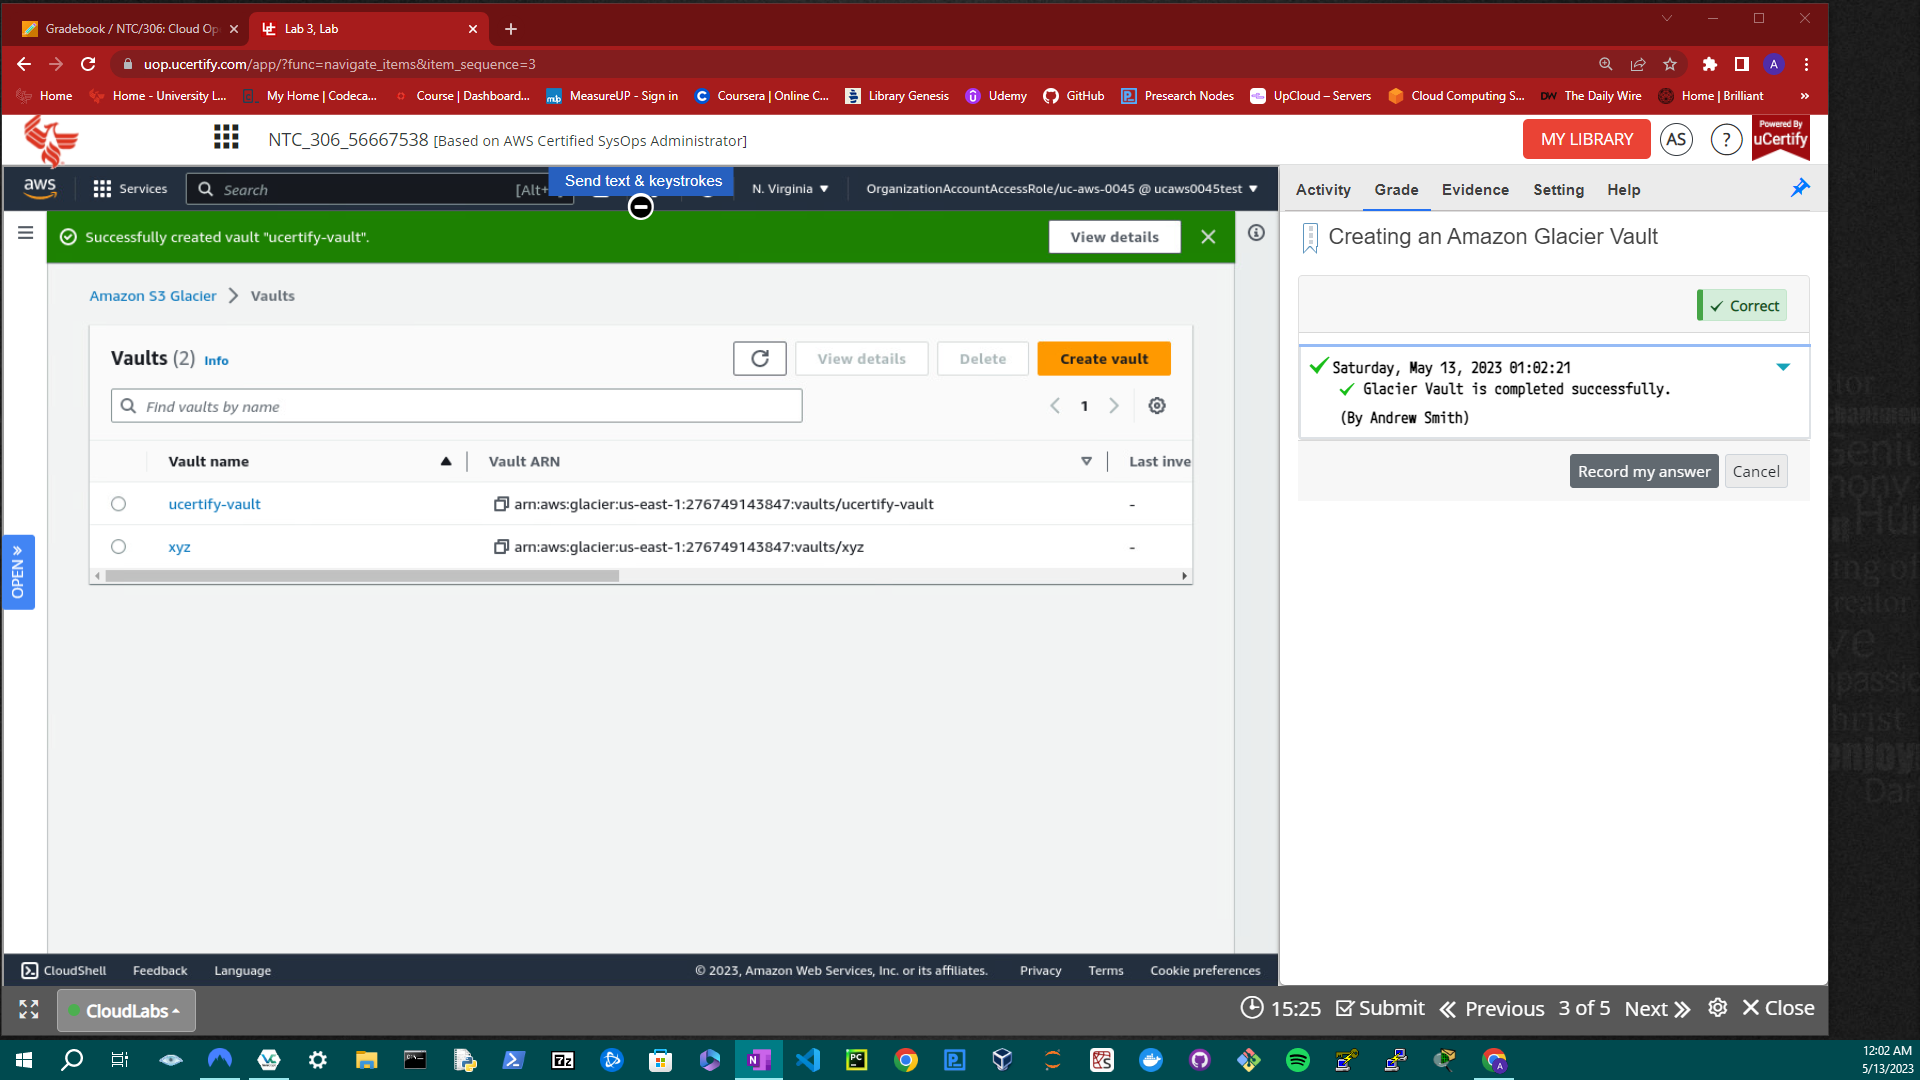 Gradebook / NTC/306: Cloud Op
Lab 3, Lab
uop.ucertify.com/app/?func=navigate_items&item_sequence=3
A
Home
Home - University L...
My Home | Codeca...
Course | Dashboard...
MeasureUP - Sign in
Coursera | Online C...
Library Genesis
Udemy
GitHub
Presearch Nodes
UpCloud – Servers
Cloud Computing S...
DW The Daily Wire
Home | Brilliant
»
NTC_306_56667538 [Based on AWS Certified SysOps Administrator]
MY LIBRARY
AS
?
Powered By
uCertify
aws
Services
Search
[Alt+
Send text & keystrokes
N. Virginia
OrganizationAccountAccessRole/uc-aws-0045 @ ucaws0045test
Activity
Grade
Evidence
Setting
Help
Successfully created vault "ucertify-vault".
View details
Creating an Amazon Glacier Vault
Amazon S3 Glacier
Vaults
Correct
Vaults (2)
Info
View details
Delete
Create vault
Saturday, May 13, 2023 01:02:21
Glacier Vault is completed successfully.
(By Andrew Smith)
Find vaults by name
1
Record my answer
Cancel
Vault name
Vault ARN
Last inve
ucertify-vault
arn:aws:glacier:us-east-1:276749143847:vaults/ucertify-vault
-
xyz
arn:aws:glacier:us-east-1:276749143847:vaults/xyz
-
OPEN »
CloudShell
Feedback
Language
© 2023, Amazon Web Services, Inc. or its affiliates.
Privacy
Terms
Cookie preferences
CloudLabs
15:25
Submit
Previous
3 of 5
Next
Close
12:02 AM
5/13/2023